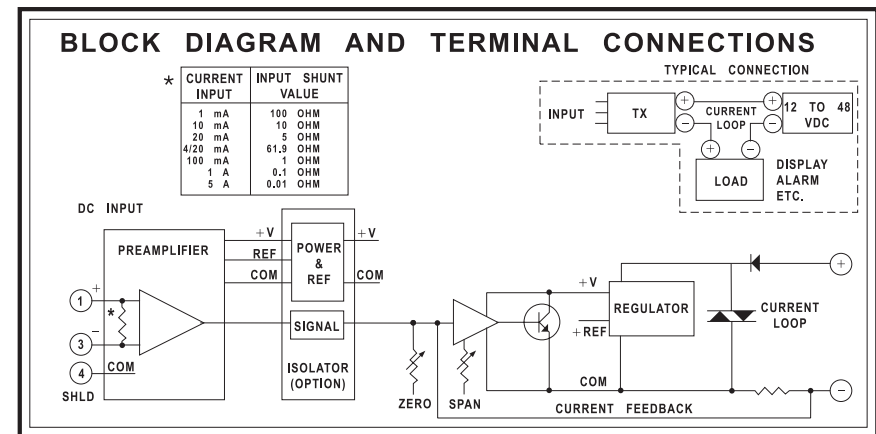 BLOCK DIAGRAM AND TERMINAL CONNECTIONS
* CURRENT INPUT INPUT SHUNT VALUE
1 mA 100 OHM
10 mA 10 OHM
20 mA 5 OHM
4/20 mA 61.9 OHM
100 mA 1 OHM
1 A 0.1 OHM
5 A 0.01 OHM
TYPICAL CONNECTION
INPUT
TX
+
−
CURRENT LOOP
+
−
12 TO 48 VDC
+
−
LOAD
DISPLAY
ALARM
ETC.
DC INPUT
PREAMPLIFIER
1
+
*
3
−
4
COM
SHLD
+V
REF
COM
POWER
&
REF
+V
COM
SIGNAL
ISOLATOR
(OPTION)
ZERO
SPAN
+V
REGULATOR
+REF
COM
CURRENT FEEDBACK
CURRENT
LOOP
+
−